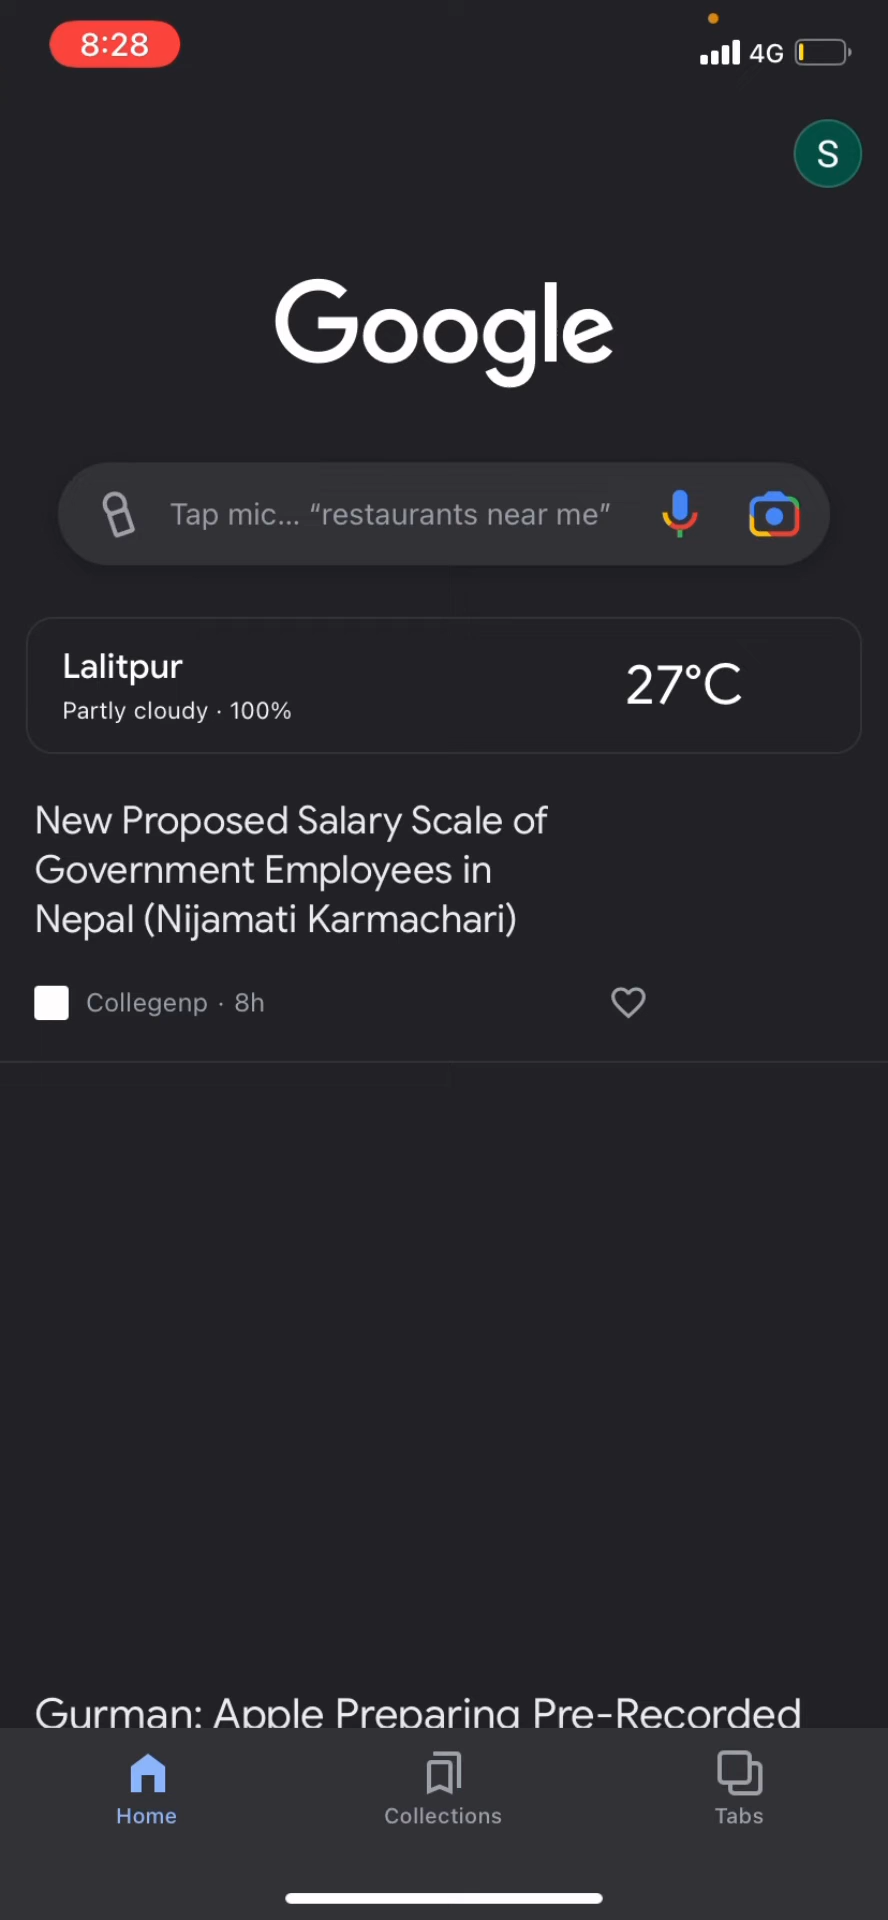 8:28
4G
S
Google
Tap mic... “restaurants near me”
Lalitpur
27°C
Partly cloudy · 100%
New Proposed Salary Scale of
Government Employees in
Nepal (Nijamati Karmachari)
Collegenp · 8h
Gurman: Apple Preparing Pre-Recorded
Home
Collections
Tabs